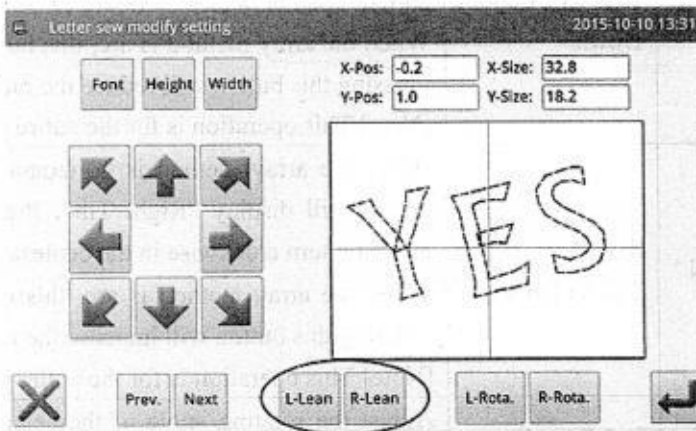 Letter sew modify setting 2015-10-10 13:31
Font Height Width
X-Pos: -0.2 X-Size: 32.8
Y-Pos: 1.0 Y-Size: 18.2
YES
Prev. Next L-Lean R-Lean L-Rota. R-Rota.